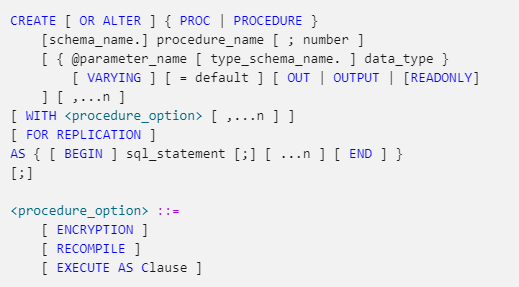 CREATE [ OR ALTER ] { PROC | PROCEDURE }
[schema_name.] procedure_name [ ; number ]
[ { @parameter_name [ type_schema_name. ] data_type }
[ VARYING ] [ = default ] [ OUT | OUTPUT | [READONLY]
] [ ,...n ]
[ WITH <procedure_option> [ ,...n ] ]
[ FOR REPLICATION ]
AS { [ BEGIN ] sql_statement [;] [ ...n ] [ END ] }
[;]
<procedure_option> ::=
[ ENCRYPTION ]
[ RECOMPILE ]
[ EXECUTE AS Clause ]